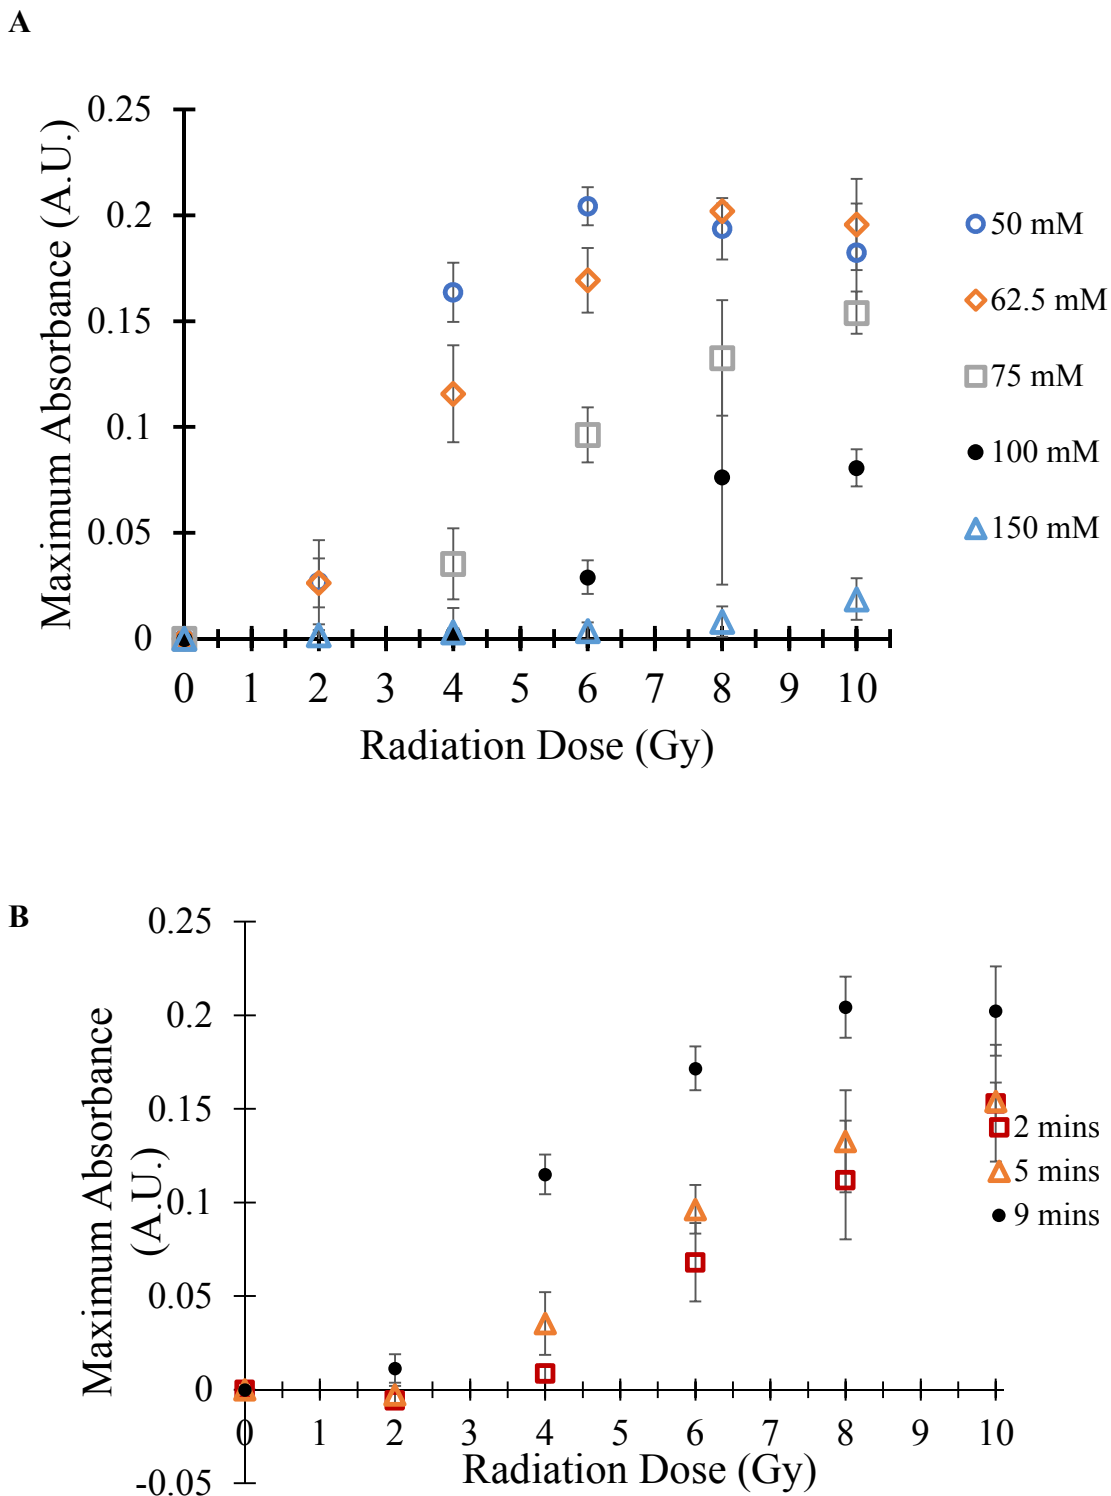 A
0.25
0.2
0.15
0.1
0.05
0
Maximum Absorbance (A.U.)
0 1 2 3 4 5 6 7 8 9 10
Radiation Dose (Gy)
50 mM
62.5 mM
75 mM
100 mM
150 mM
B
0.25
0.2
0.15
0.1
0.05
0
-0.05
Maximum Absorbance
(A.U.)
0 1 2 3 4 5 6 7 8 9 10
Radiation Dose (Gy)
2 mins
5 mins
9 mins